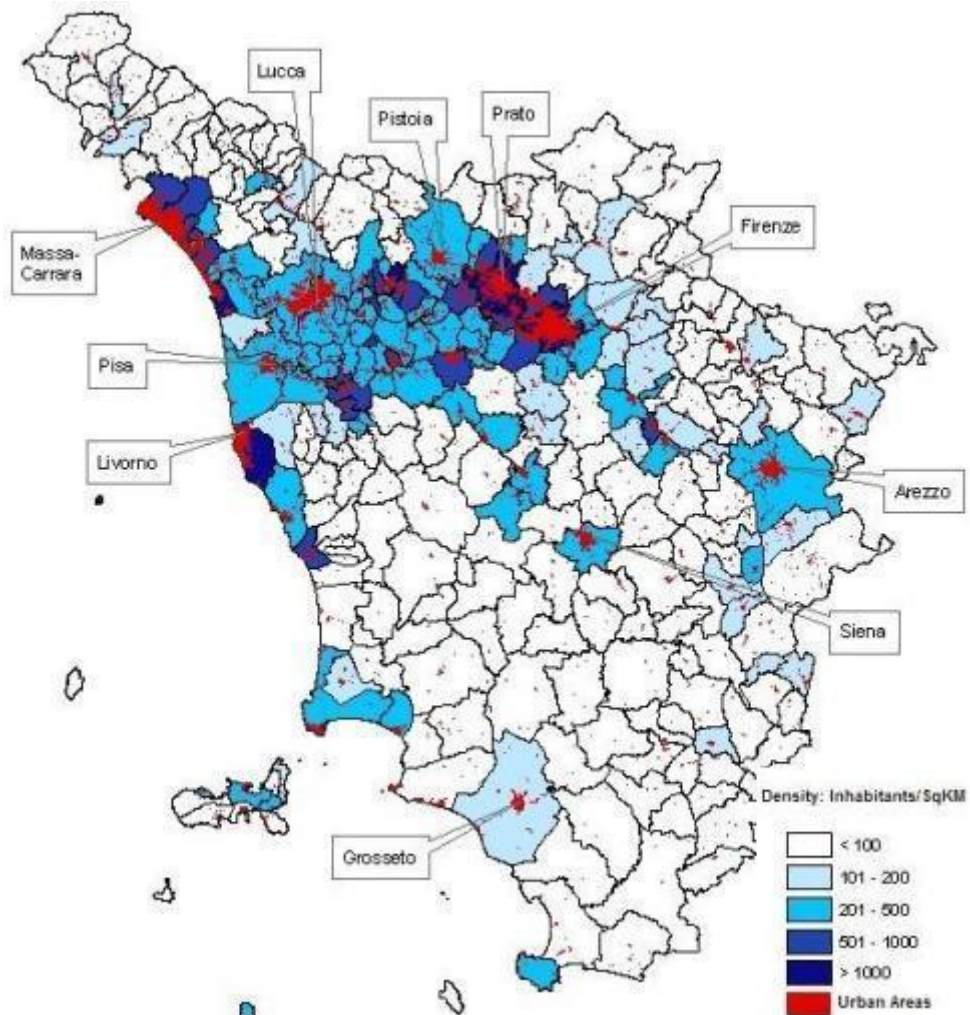 Lucca
Pistoia
Prato
Firenze
Massa-
Carrara
Pisa
Livorno
Arezzo
Siena
Grosseto
Density: Inhabitants/SqKM
< 100
101 - 200
201 - 500
501 - 1000
> 1000
Urban Areas